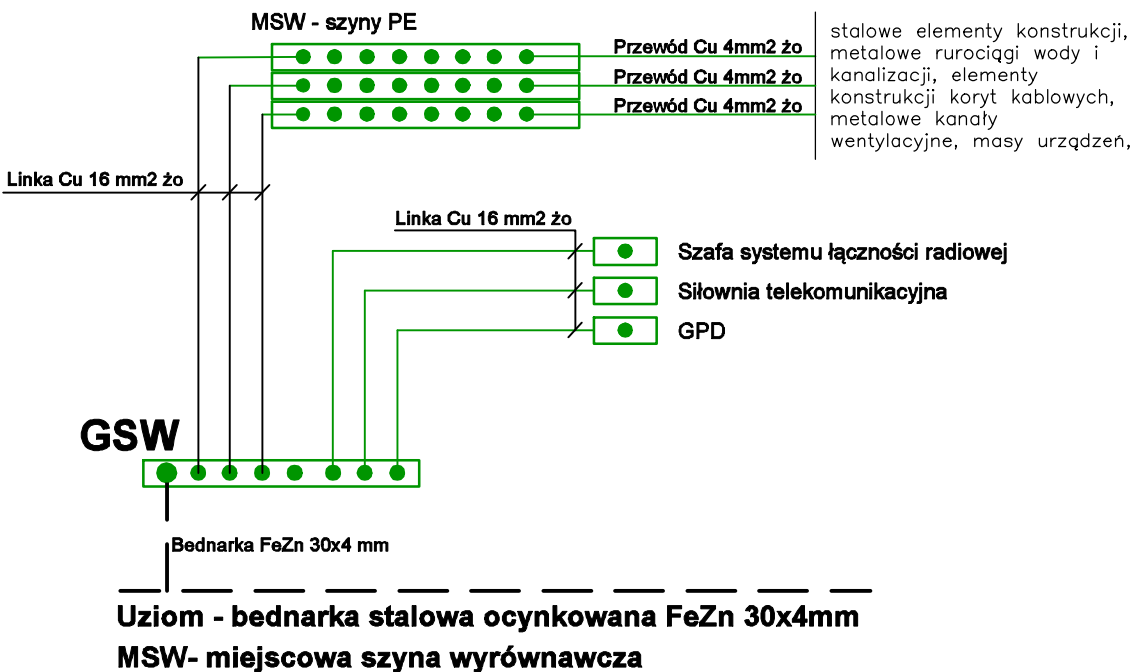 MSW - szyny PE
Przewód Cu 4mm2 żo
Przewód Cu 4mm2 żo
Przewód Cu 4mm2 żo
stalowe elementy konstrukcji,
metalowe rurociągi wody i
kanalizacji, elementy
konstrukcji koryt kablowych,
metalowe kanały
wentylacyjne, masy urządzeń,
Linka Cu 16 mm2 żo
Linka Cu 16 mm2 żo
Szafa systemu łączności radiowej
Siłownia telekomunikacyjna
GPD
GSW
Bednarka FeZn 30x4 mm
Uziom - bednarka stalowa ocynkowana FeZn 30x4mm
MSW- miejscowa szyna wyrównawcza